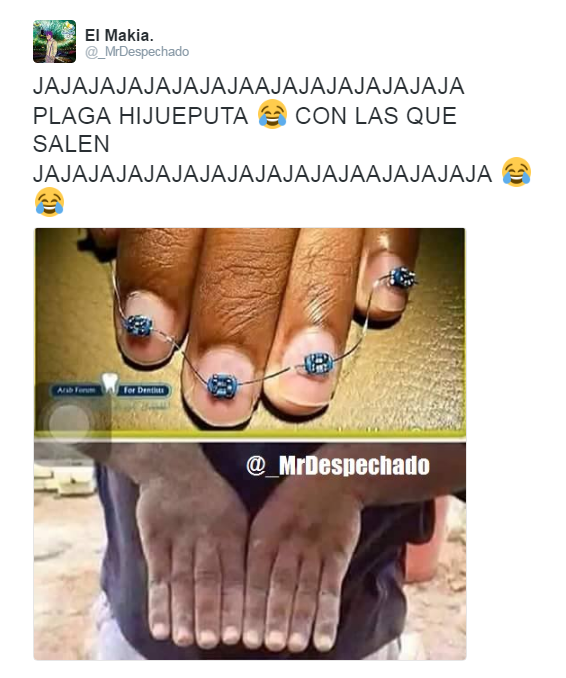 El Makia.
@_MrDespechado
JAJAJAJAJAJAJAJAAJAJAJAJAJAJAJA
PLAGA HIJUEPUTA 😂 CON LAS QUE
SALEN
JAJAJAJAJAJAJAJAJAJAJAJAAJAJAJAJA 😂
😂
Arab Forum For Dentists
@_MrDespechado